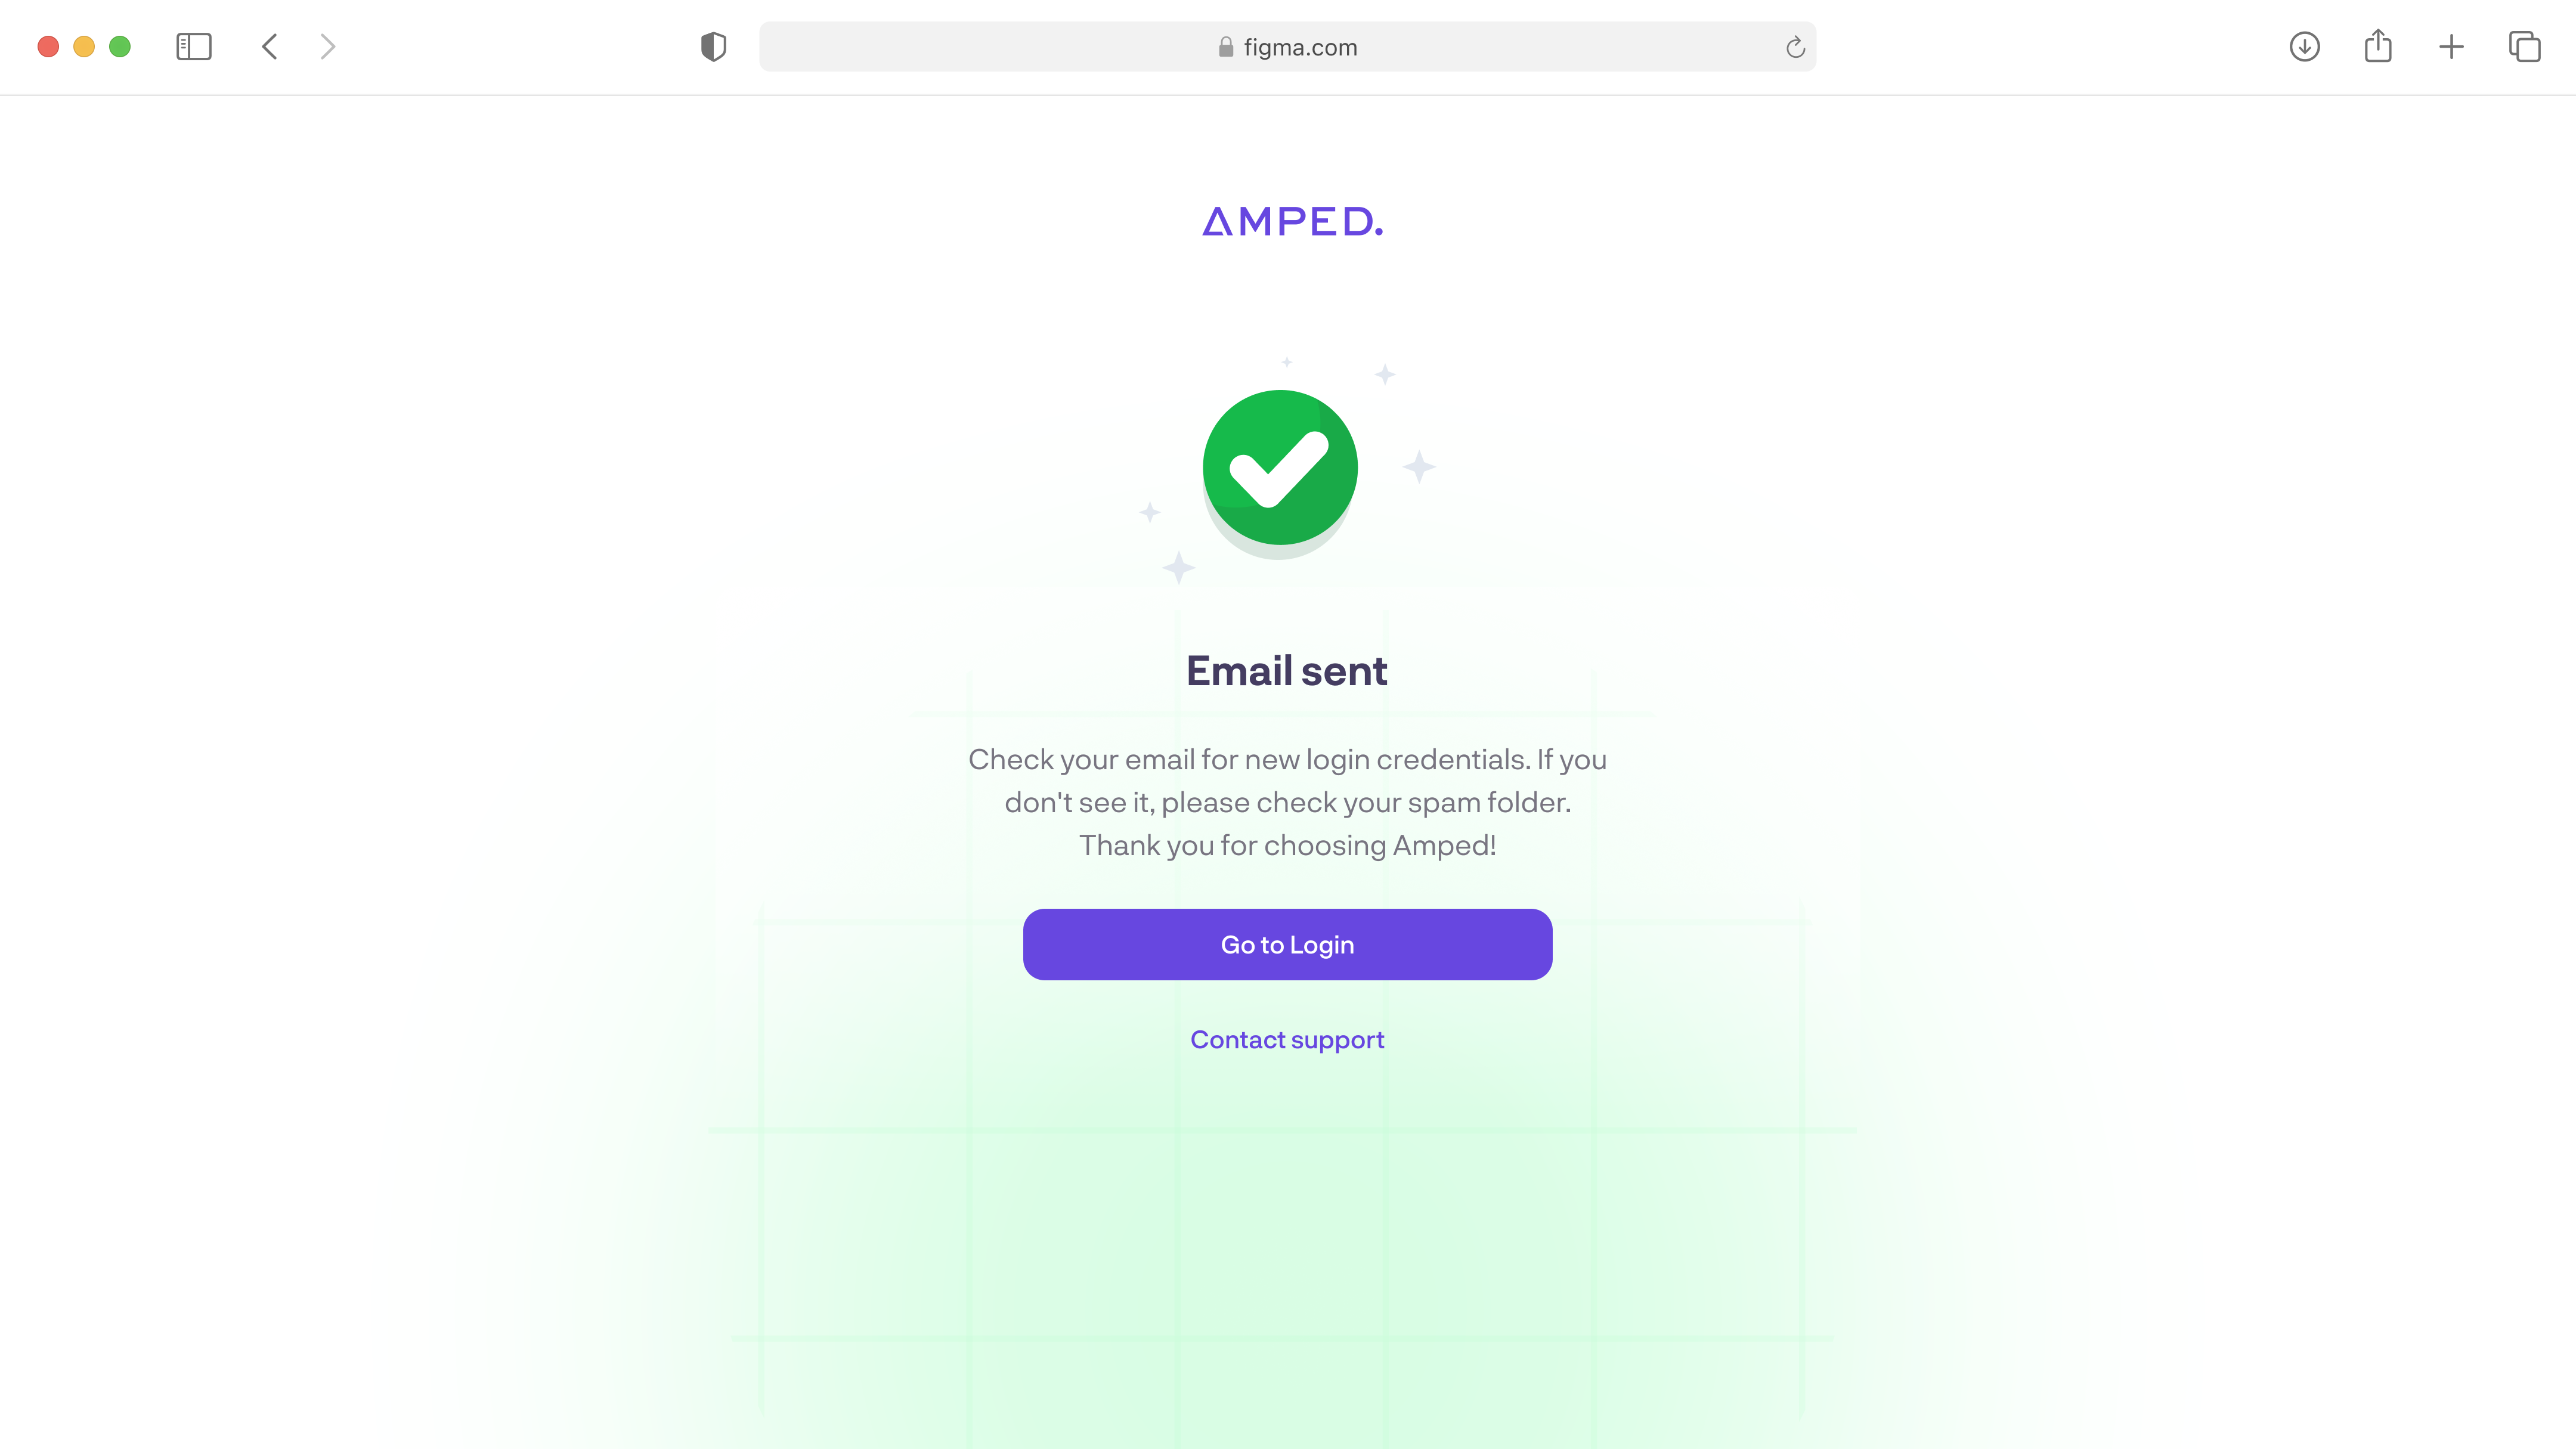 figma.com
AMPED.
Email sent
Check your email for new login credentials. If you
don't see it, please check your spam folder.
Thank you for choosing Amped!
Go to Login
Contact support